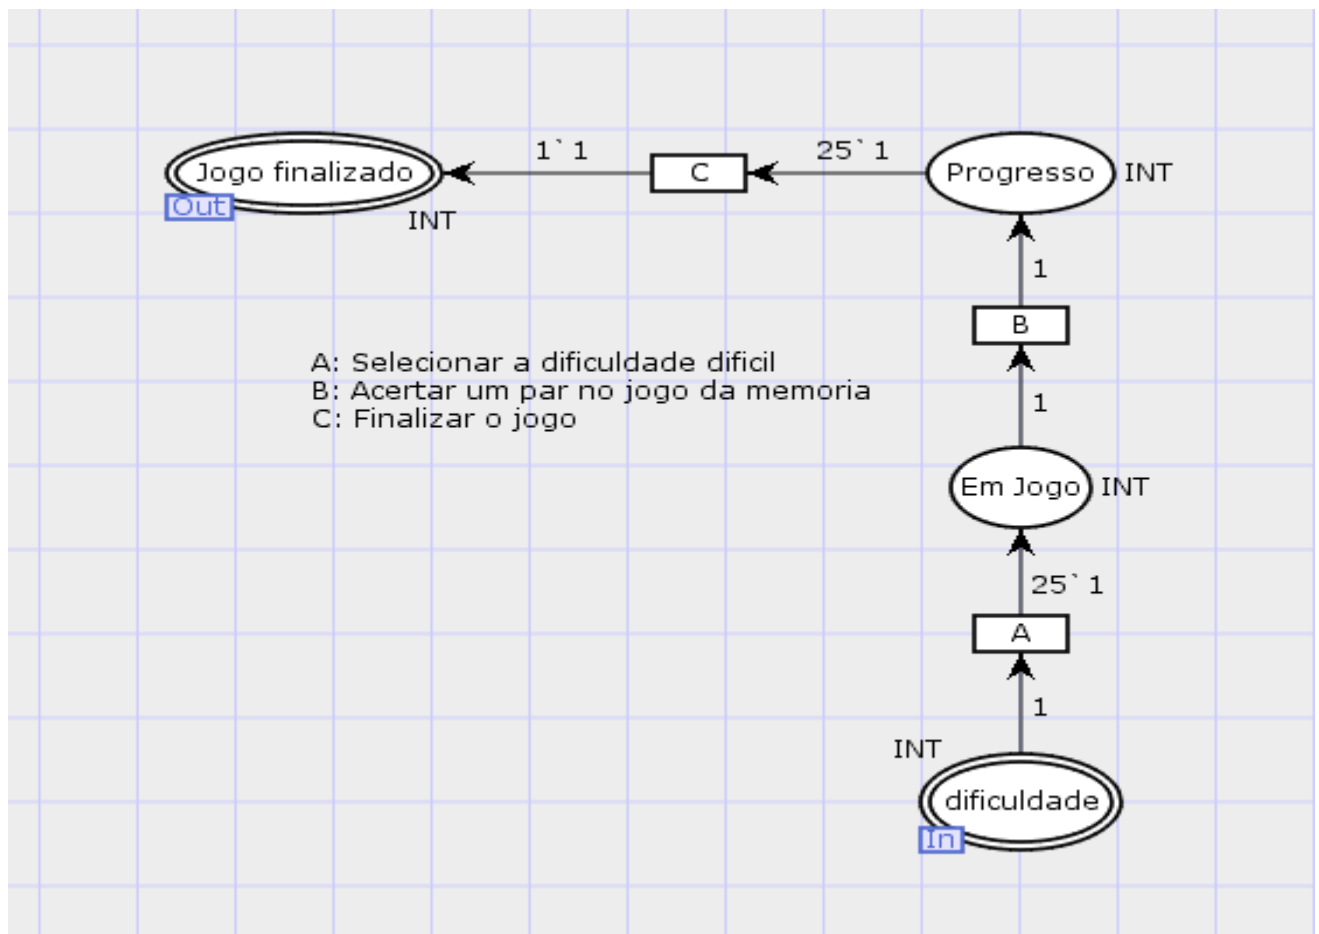 Jogo finalizado
Out
INT
1`1
C
25`1
Progresso
INT
1
B
A: Selecionar a dificuldade dificil
B: Acertar um par no jogo da memoria
C: Finalizar o jogo
1
Em Jogo
INT
25`1
A
1
INT
dificuldade
In